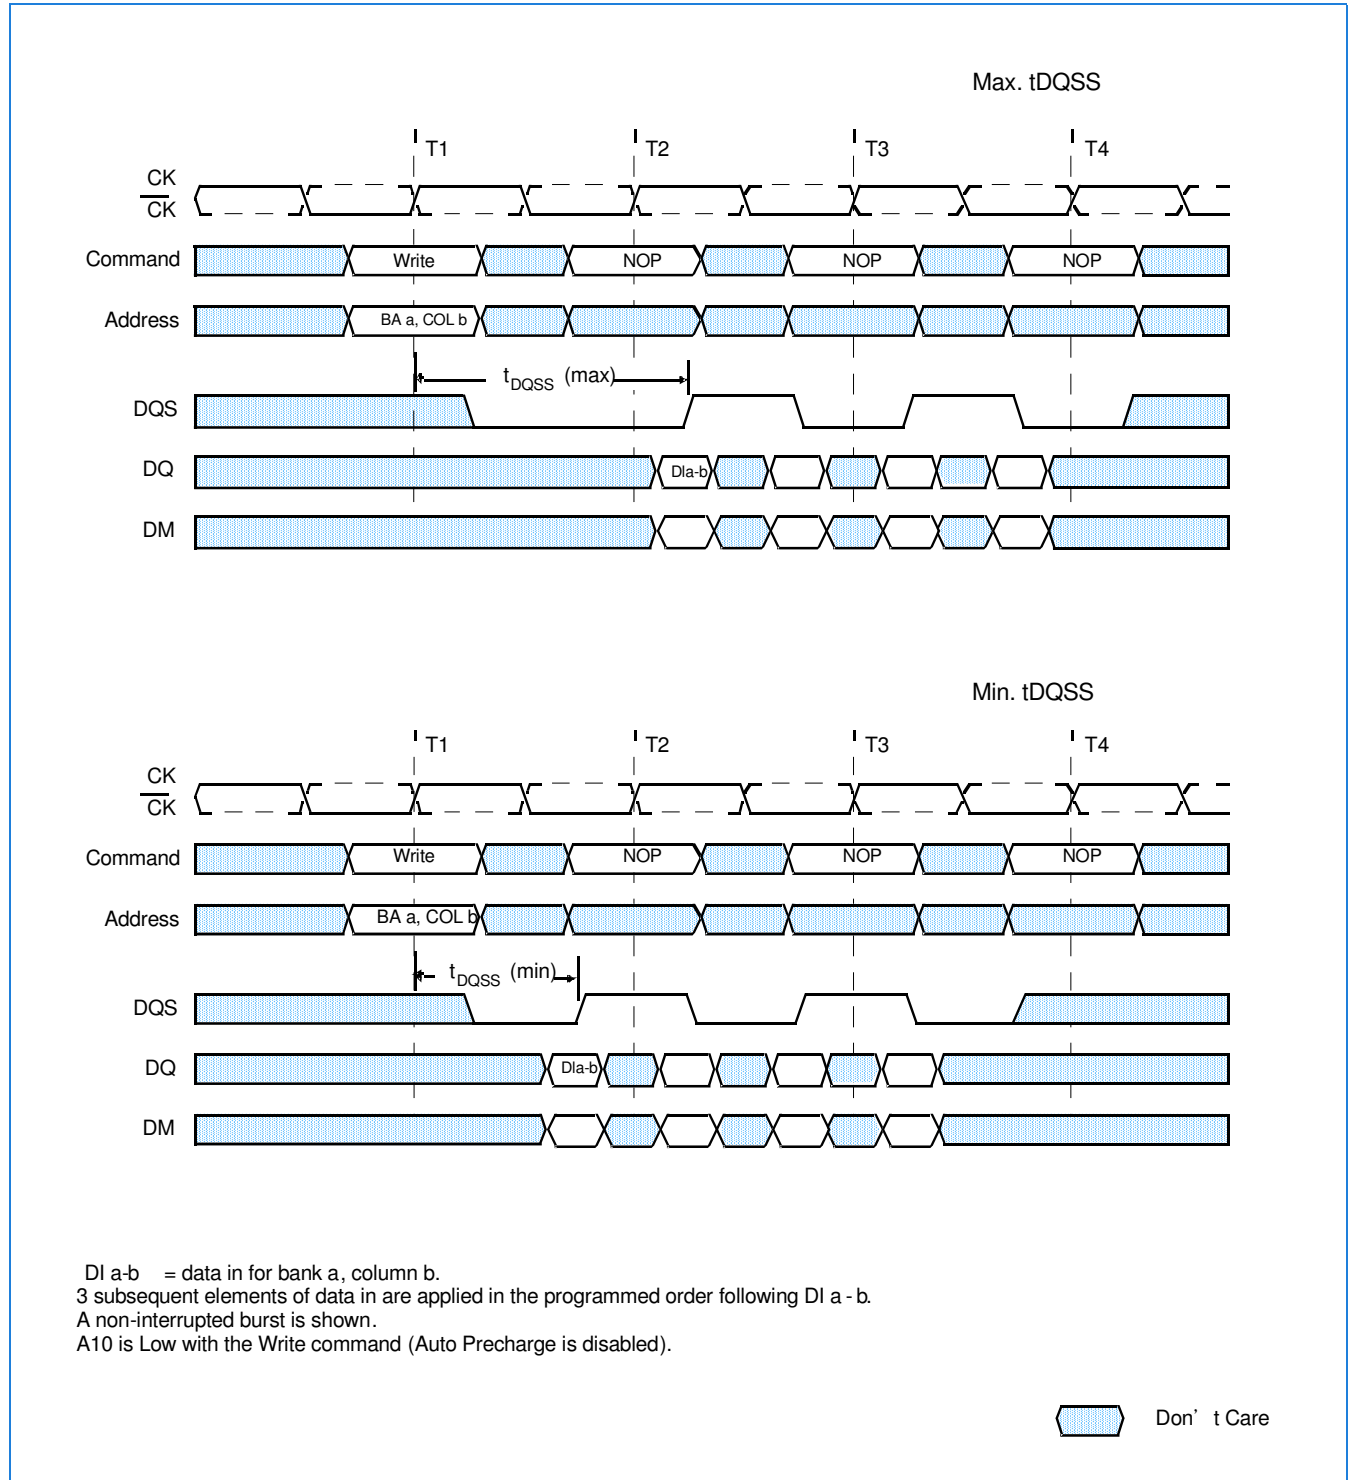 Max. tDQSS
T1 T2 T3 T4
CK
CK
Command Write NOP NOP NOP
Address BA a, COL b
tDQSS (max)
DQS
DQ DIa-b
DM
Min. tDQSS
T1 T2 T3 T4
CK
CK
Command Write NOP NOP NOP
Address BA a, COL b
tDQSS (min)
DQS
DQ DIa-b
DM
DI a-b = data in for bank a, column b.
3 subsequent elements of data in are applied in the programmed order following DI a - b.
A non-interrupted burst is shown.
A10 is Low with the Write command (Auto Precharge is disabled).
Don’ t Care